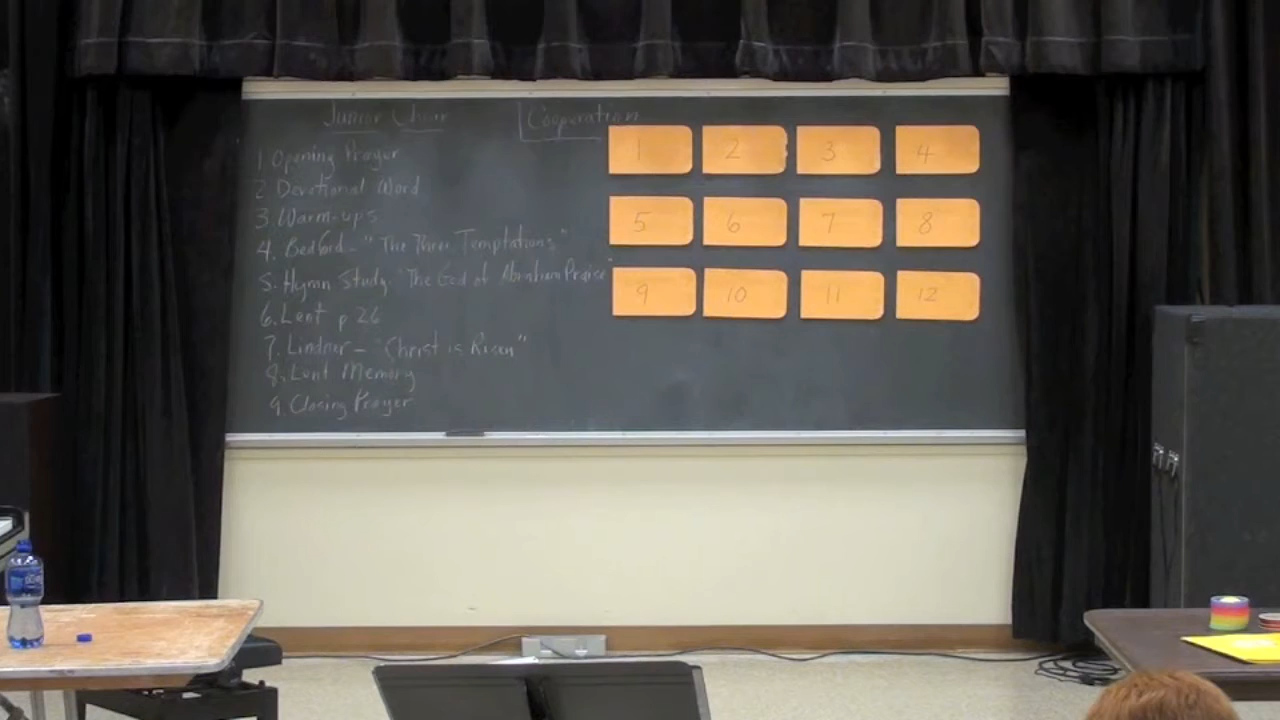 Junior Choir
Cooperation
1. Opening Prayer
2. Devotional Word
3. Warm-ups
4. Bedford - "The Three Temptations"
5. Hymn Study "The God of Abraham Praise"
6. Lent p 26
7. Lindner - "Christ is Risen"
8. Lent Memory
9. Closing Prayer
1 2 3 4
5 6 7 8
9 10 11 12